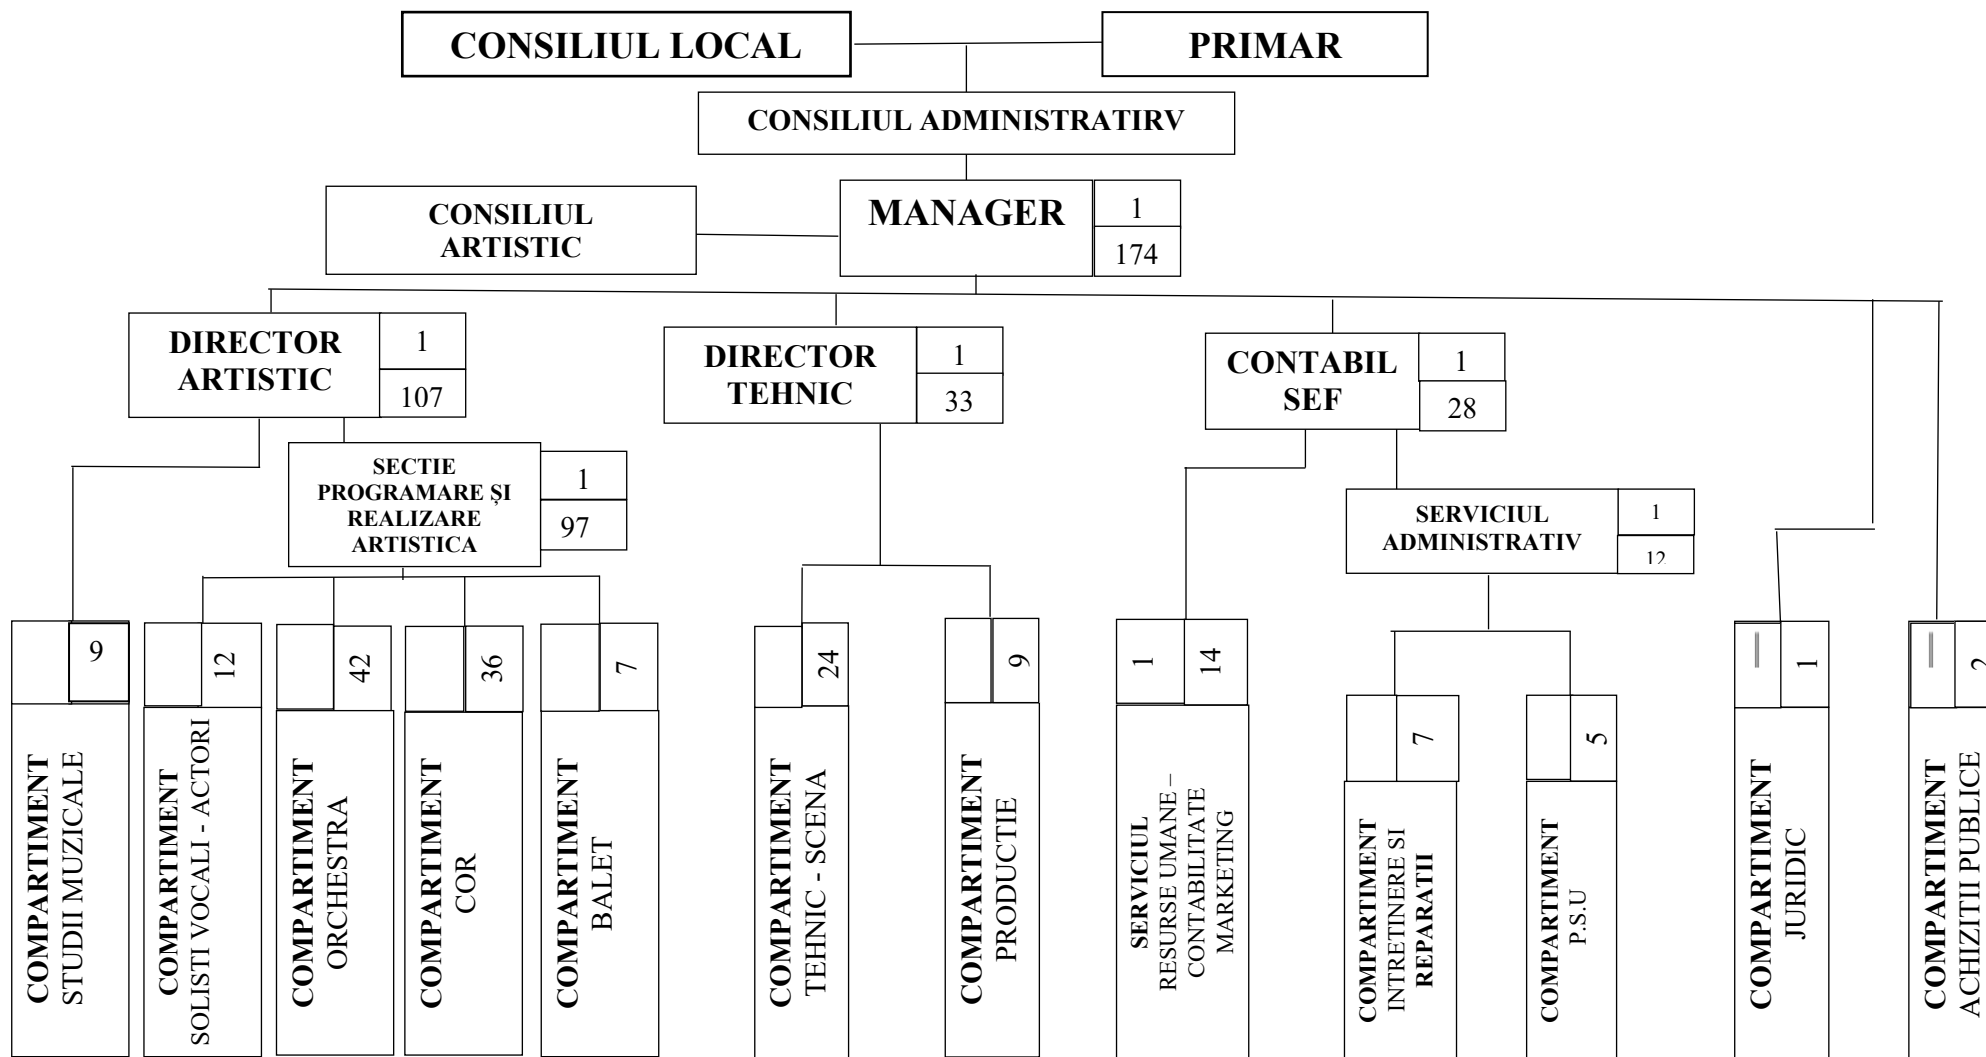 CONSILIUL LOCAL
PRIMAR
CONSILIUL ADMINISTRATIRV
CONSILIUL
ARTISTIC
MANAGER
1
174
DIRECTOR
ARTISTIC
1
107
DIRECTOR
TEHNIC
1
33
CONTABIL
SEF
1
28
SECTIE
PROGRAMARE ȘI
REALIZARE
ARTISTICA
1
97
SERVICIUL
ADMINISTRATIV
1
12
9
COMPARTIMENT
STUDII MUZICALE
12
COMPARTIMENT
SOLISTI VOCALI - ACTORI
42
COMPARTIMENT
ORCHESTRA
36
COMPARTIMENT
COR
7
COMPARTIMENT
BALET
24
COMPARTIMENT
TEHNIC - SCENA
9
COMPARTIMENT
PRODUCTIE
1
14
SERVICIUL
RESURSE UMANE –
CONTABILITATE
MARKETING
7
COMPARTIMENT
INTRETINERE SI
REPARATII
5
COMPARTIMENT
P.S.U
1
COMPARTIMENT
JURIDIC
2
COMPARTIMENT
ACHIZITII PUBLICE